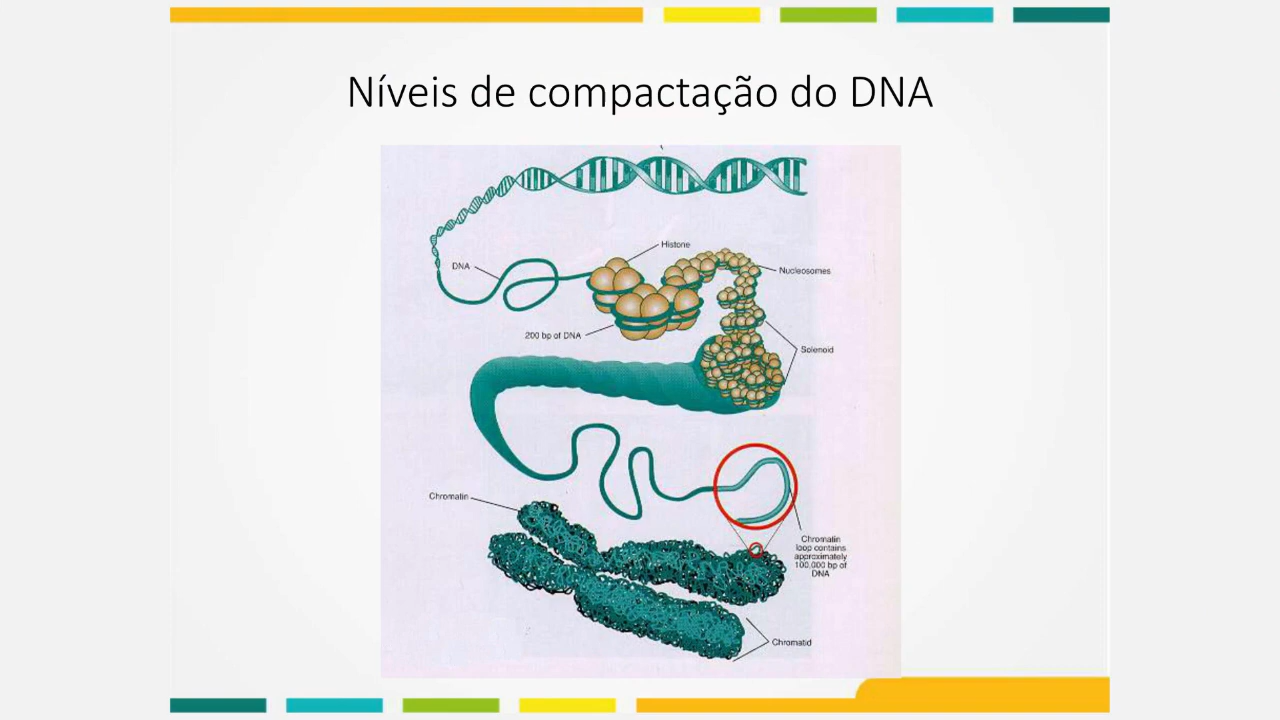 Níveis de compactação do DNA
Histone
DNA
Nucleosomes
200 bp of DNA
Solenoid
Chromatin
Chromatin
loop contains
approximately
100,000 bp of
DNA
Chromatid